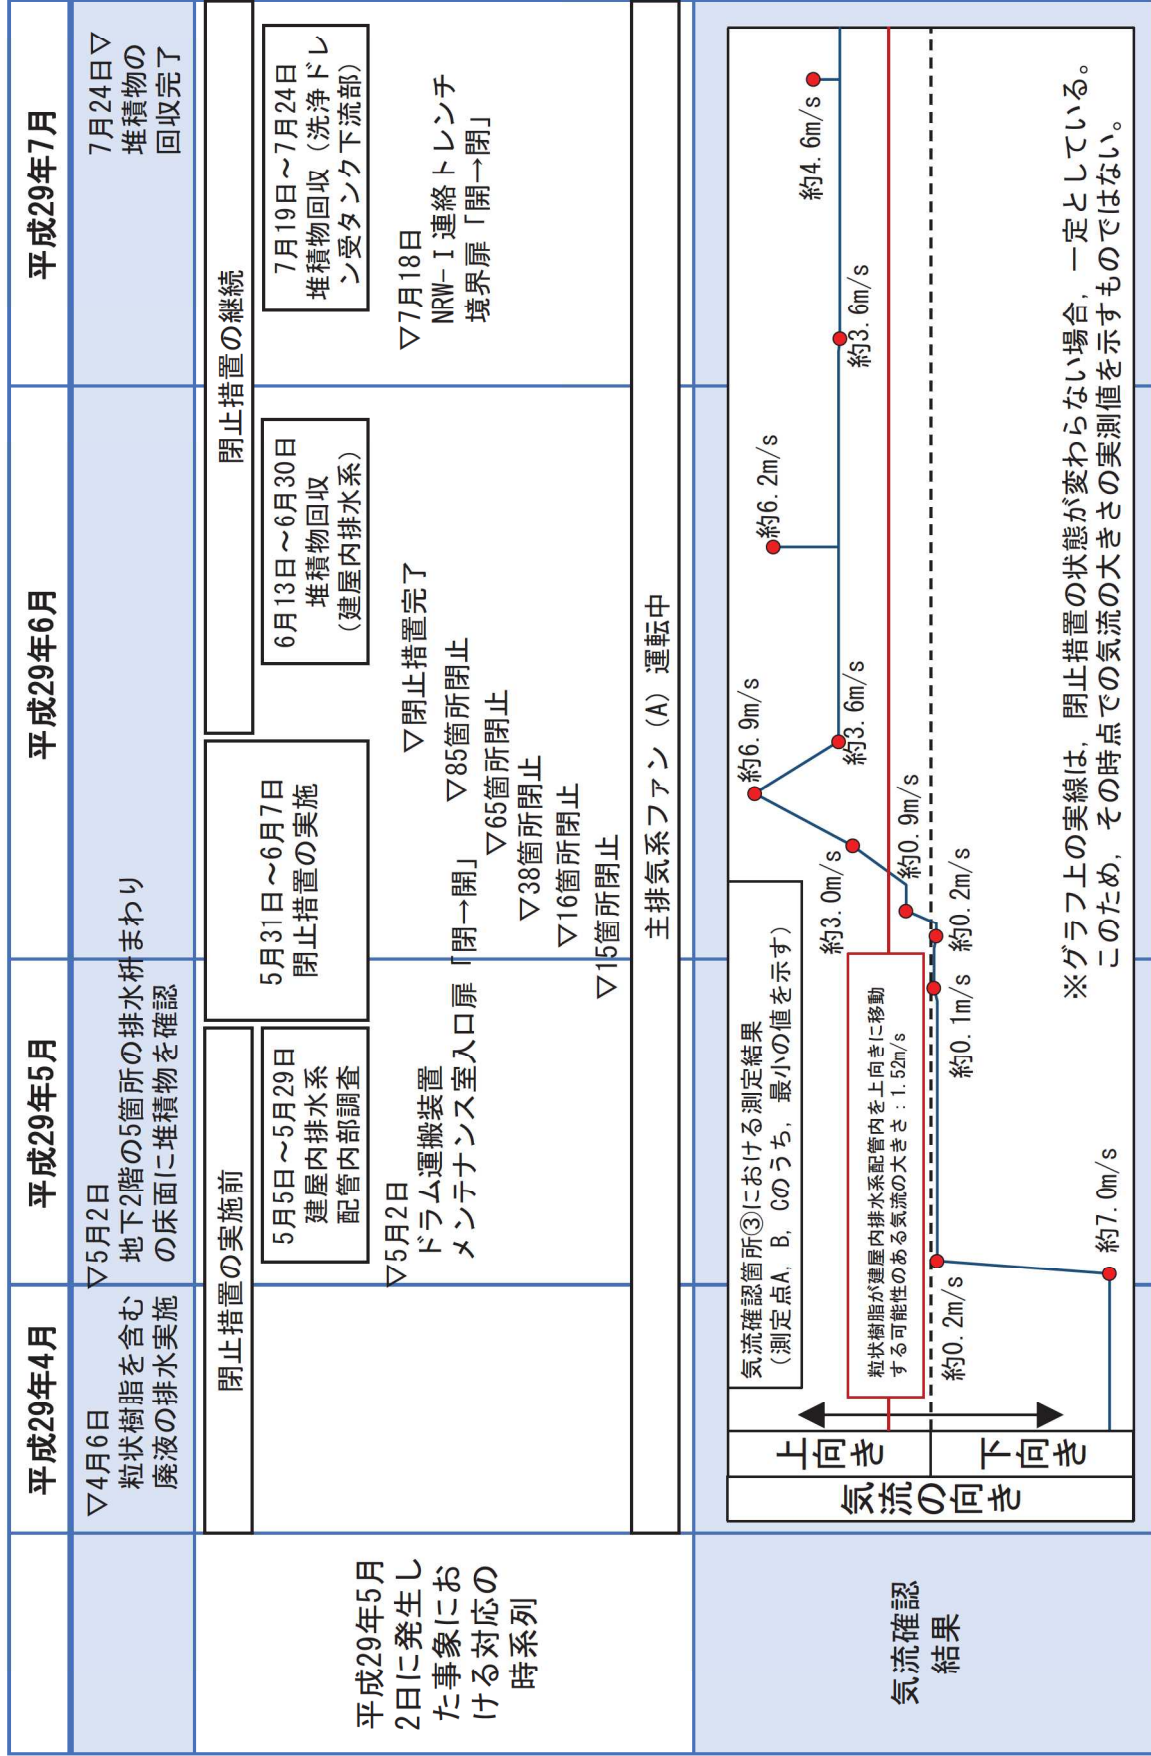 平成29年4月
平成29年5月
平成29年6月
平成29年7月
▽4月6日
粒状樹脂を含む
廃液の排水実施
▽5月2日
地下2階の5箇所の排水枡まわり
の床面に堆積物を確認
7月24日▽
堆積物の
回収完了
平成29年5月
2日に発生し
た事象にお
ける対応の
時系列
閉止措置の実施前
5月31日～6月7日
閉止措置の実施
閉止措置の継続
5月5日～5月29日
建屋内排水系
配管内部調査
6月13日～6月30日
堆積物回収
（建屋内排水系）
7月19日～7月24日
堆積物回収（洗浄ドレ
ン受タンク下流部）
▽5月2日
ドラム運搬装置
メンテナンス室入口扉「閉→開」
▽閉止措置完了
▽85箇所閉止
▽65箇所閉止
▽38箇所閉止
▽16箇所閉止
▽15箇所閉止
▽7月18日
NRW-Ⅰ連絡トレンチ
境界扉「開→閉」
主排気系ファン（A）運転中
気流確認
結果
気流の向き
上向き
下向き
気流確認箇所③における測定結果
（測定点A，B，Cのうち，最小の値を示す）
粒状樹脂が建屋内排水系配管内を上向きに移動
する可能性のある気流の大きさ：1.52m/s
約7.0m/s
約0.2m/s
約0.1m/s
約0.2m/s
約0.9m/s
約3.0m/s
約6.9m/s
約3.6m/s
約6.2m/s
約3.6m/s
約4.6m/s
※グラフ上の実線は，閉止措置の状態が変わらない場合，一定としている。
このため，その時点での気流の大きさの実測値を示すものではない。